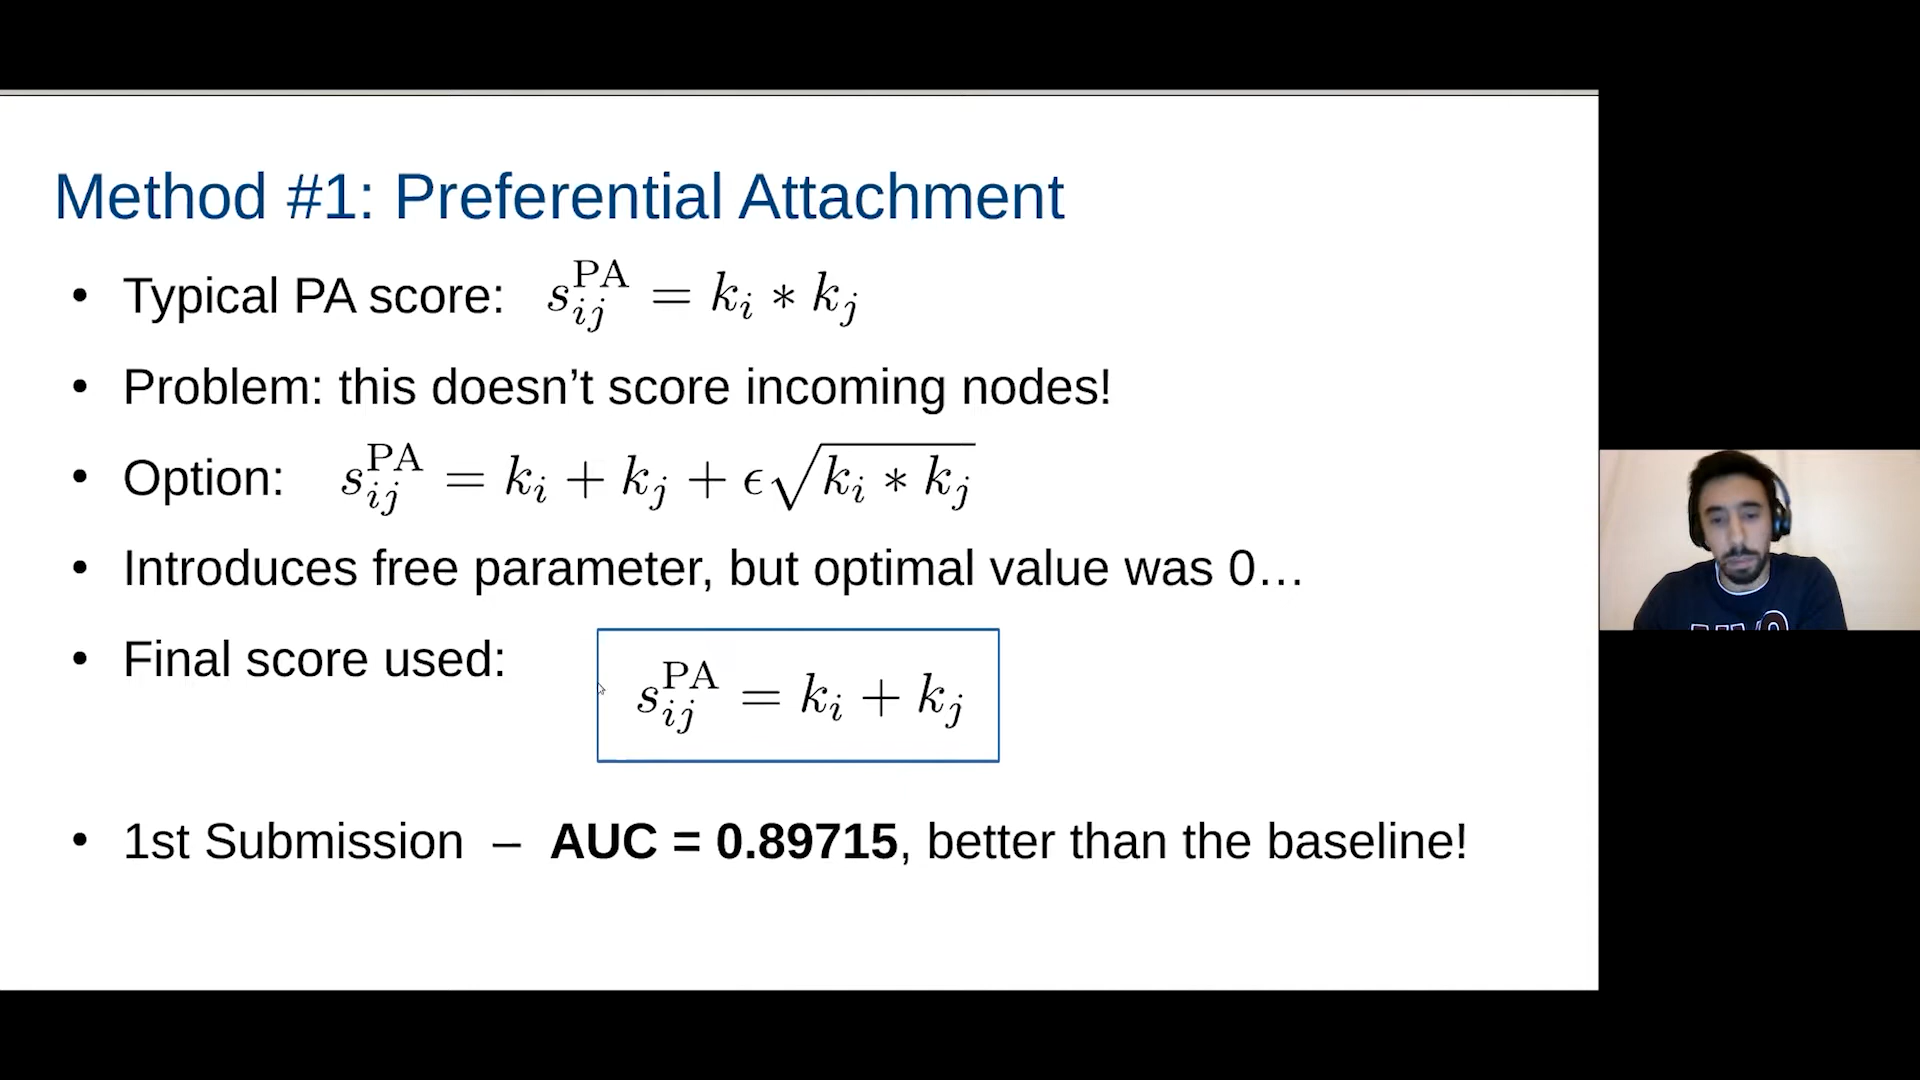 Method #1: Preferential Attachment
• Typical PA score: s_{ij}^{PA} = k_i * k_j
• Problem: this doesn’t score incoming nodes!
• Option: s_{ij}^{PA} = k_i + k_j + ϵ√(k_i * k_j)
• Introduces free parameter, but optimal value was 0…
• Final score used: s_{ij}^{PA} = k_i + k_j
• 1st Submission – AUC = 0.89715, better than the baseline!